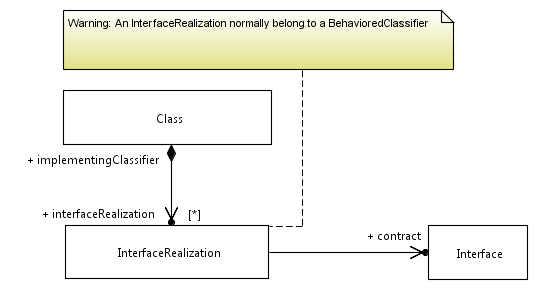 Warning: An InterfaceRealization normally belong to a BehavioredClassifier
Class
+ implementingClassifier
+ interfaceRealization [*]
+ contract
InterfaceRealization
Interface